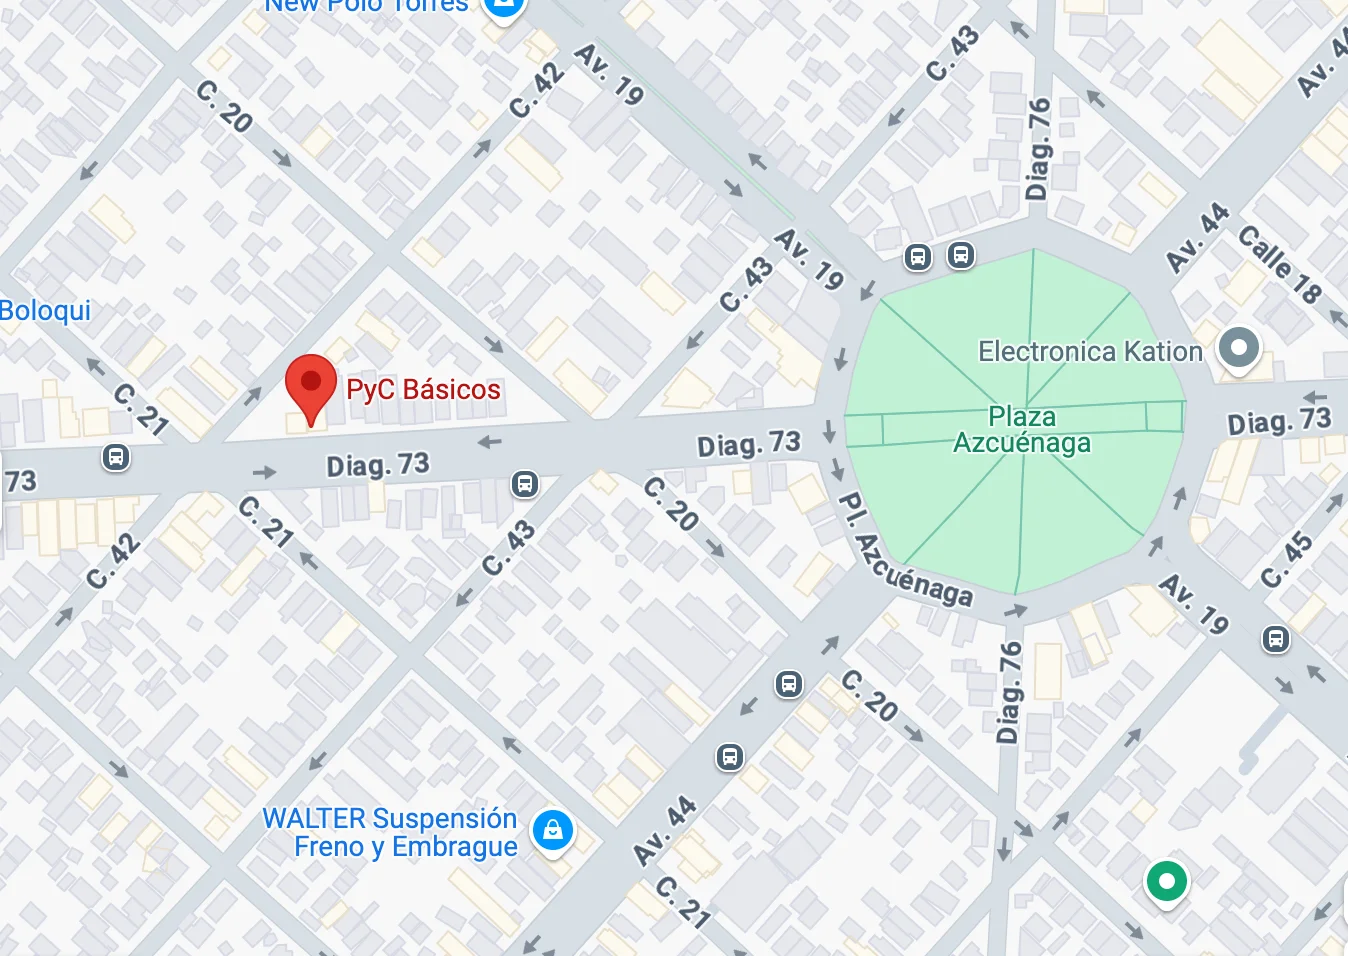 New Polo Torres
Av. 19
C. 43
Av. 44
C. 42
C. 20
Diag. 76
Av. 44
Calle 18
Av. 19
C. 43
Boloqui
Electronica Kation
PyC Básicos
C. 21
Plaza
Azcuénaga
Diag. 73
Diag. 73
Diag. 73
73
C. 20
C. 21
C. 43
Pl. Azcuénaga
C. 42
C. 45
Av. 19
Diag. 76
C. 20
WALTER Suspensión
Freno y Embrague
Av. 44
C. 21